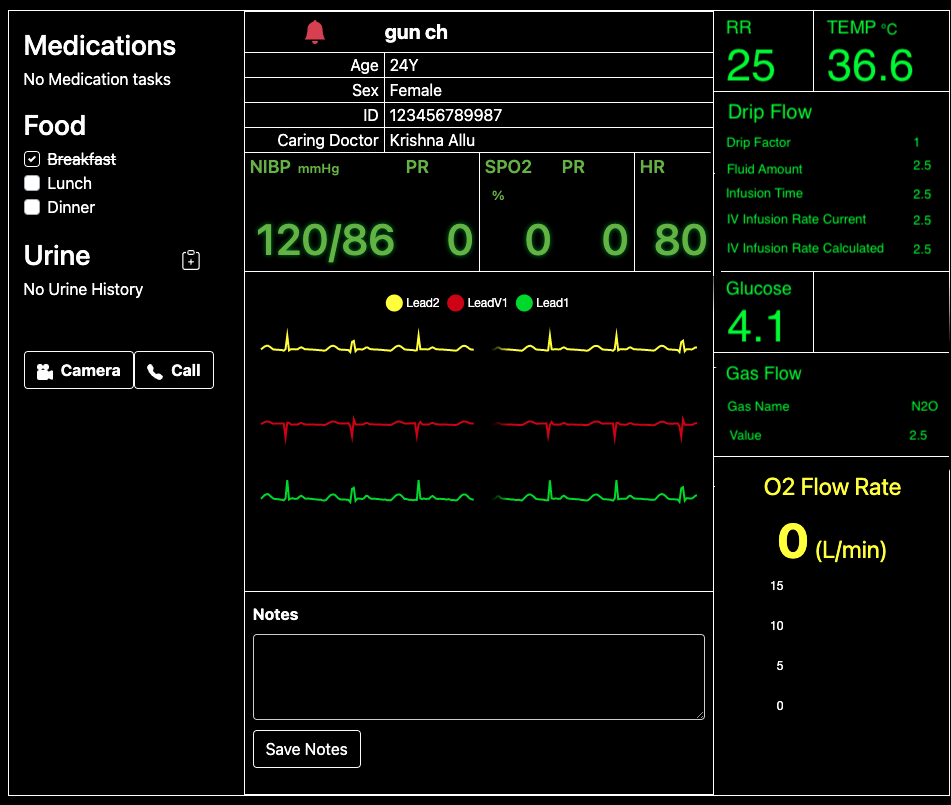 Medications
No Medication tasks
Food
Breakfast
Lunch
Dinner
Urine
No Urine History
Camera
Call
gun ch
Age 24Y
Sex Female
ID 123456789987
Caring Doctor Krishna Allu
NIBP mmHg PR
120/86 0
SPO2 PR
%
0 0
HR
80
Lead2 LeadV1 Lead1
Notes
Save Notes
RR
25
TEMP °C
36.6
Drip Flow
Drip Factor 1
Fluid Amount 2.5
Infusion Time 2.5
IV Infusion Rate Current 2.5
IV Infusion Rate Calculated 2.5
Glucose
4.1
Gas Flow
Gas Name N2O
Value 2.5
O2 Flow Rate
0 (L/min)
15
10
5
0